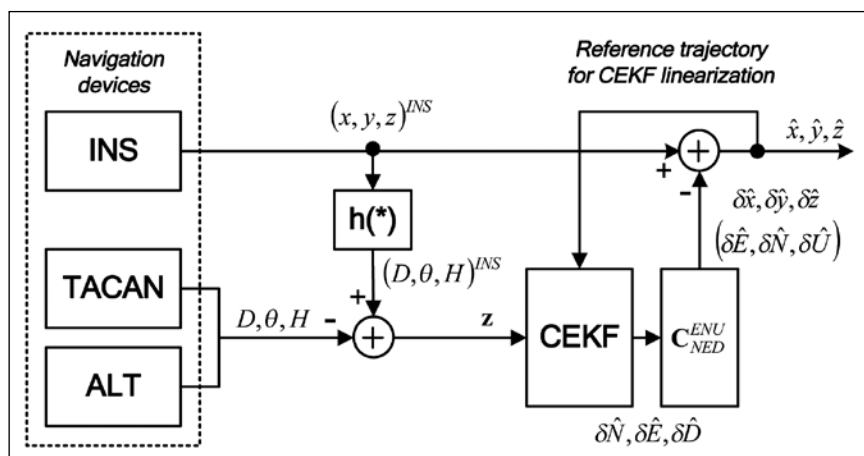 Navigation
devices
Reference trajectory
for CEKF linearization
INS
(x, y, z)^INS
x̂, ŷ, ẑ
+
+
-
h(*)
δx̂, δŷ, δẑ
(δÊ, δN̂, δÛ)
(D, θ, H)^INS
TACAN
D, θ, H
-
+
+
z
CEKF
C_NED^ENU
ALT
δN̂, δÊ, δD̂